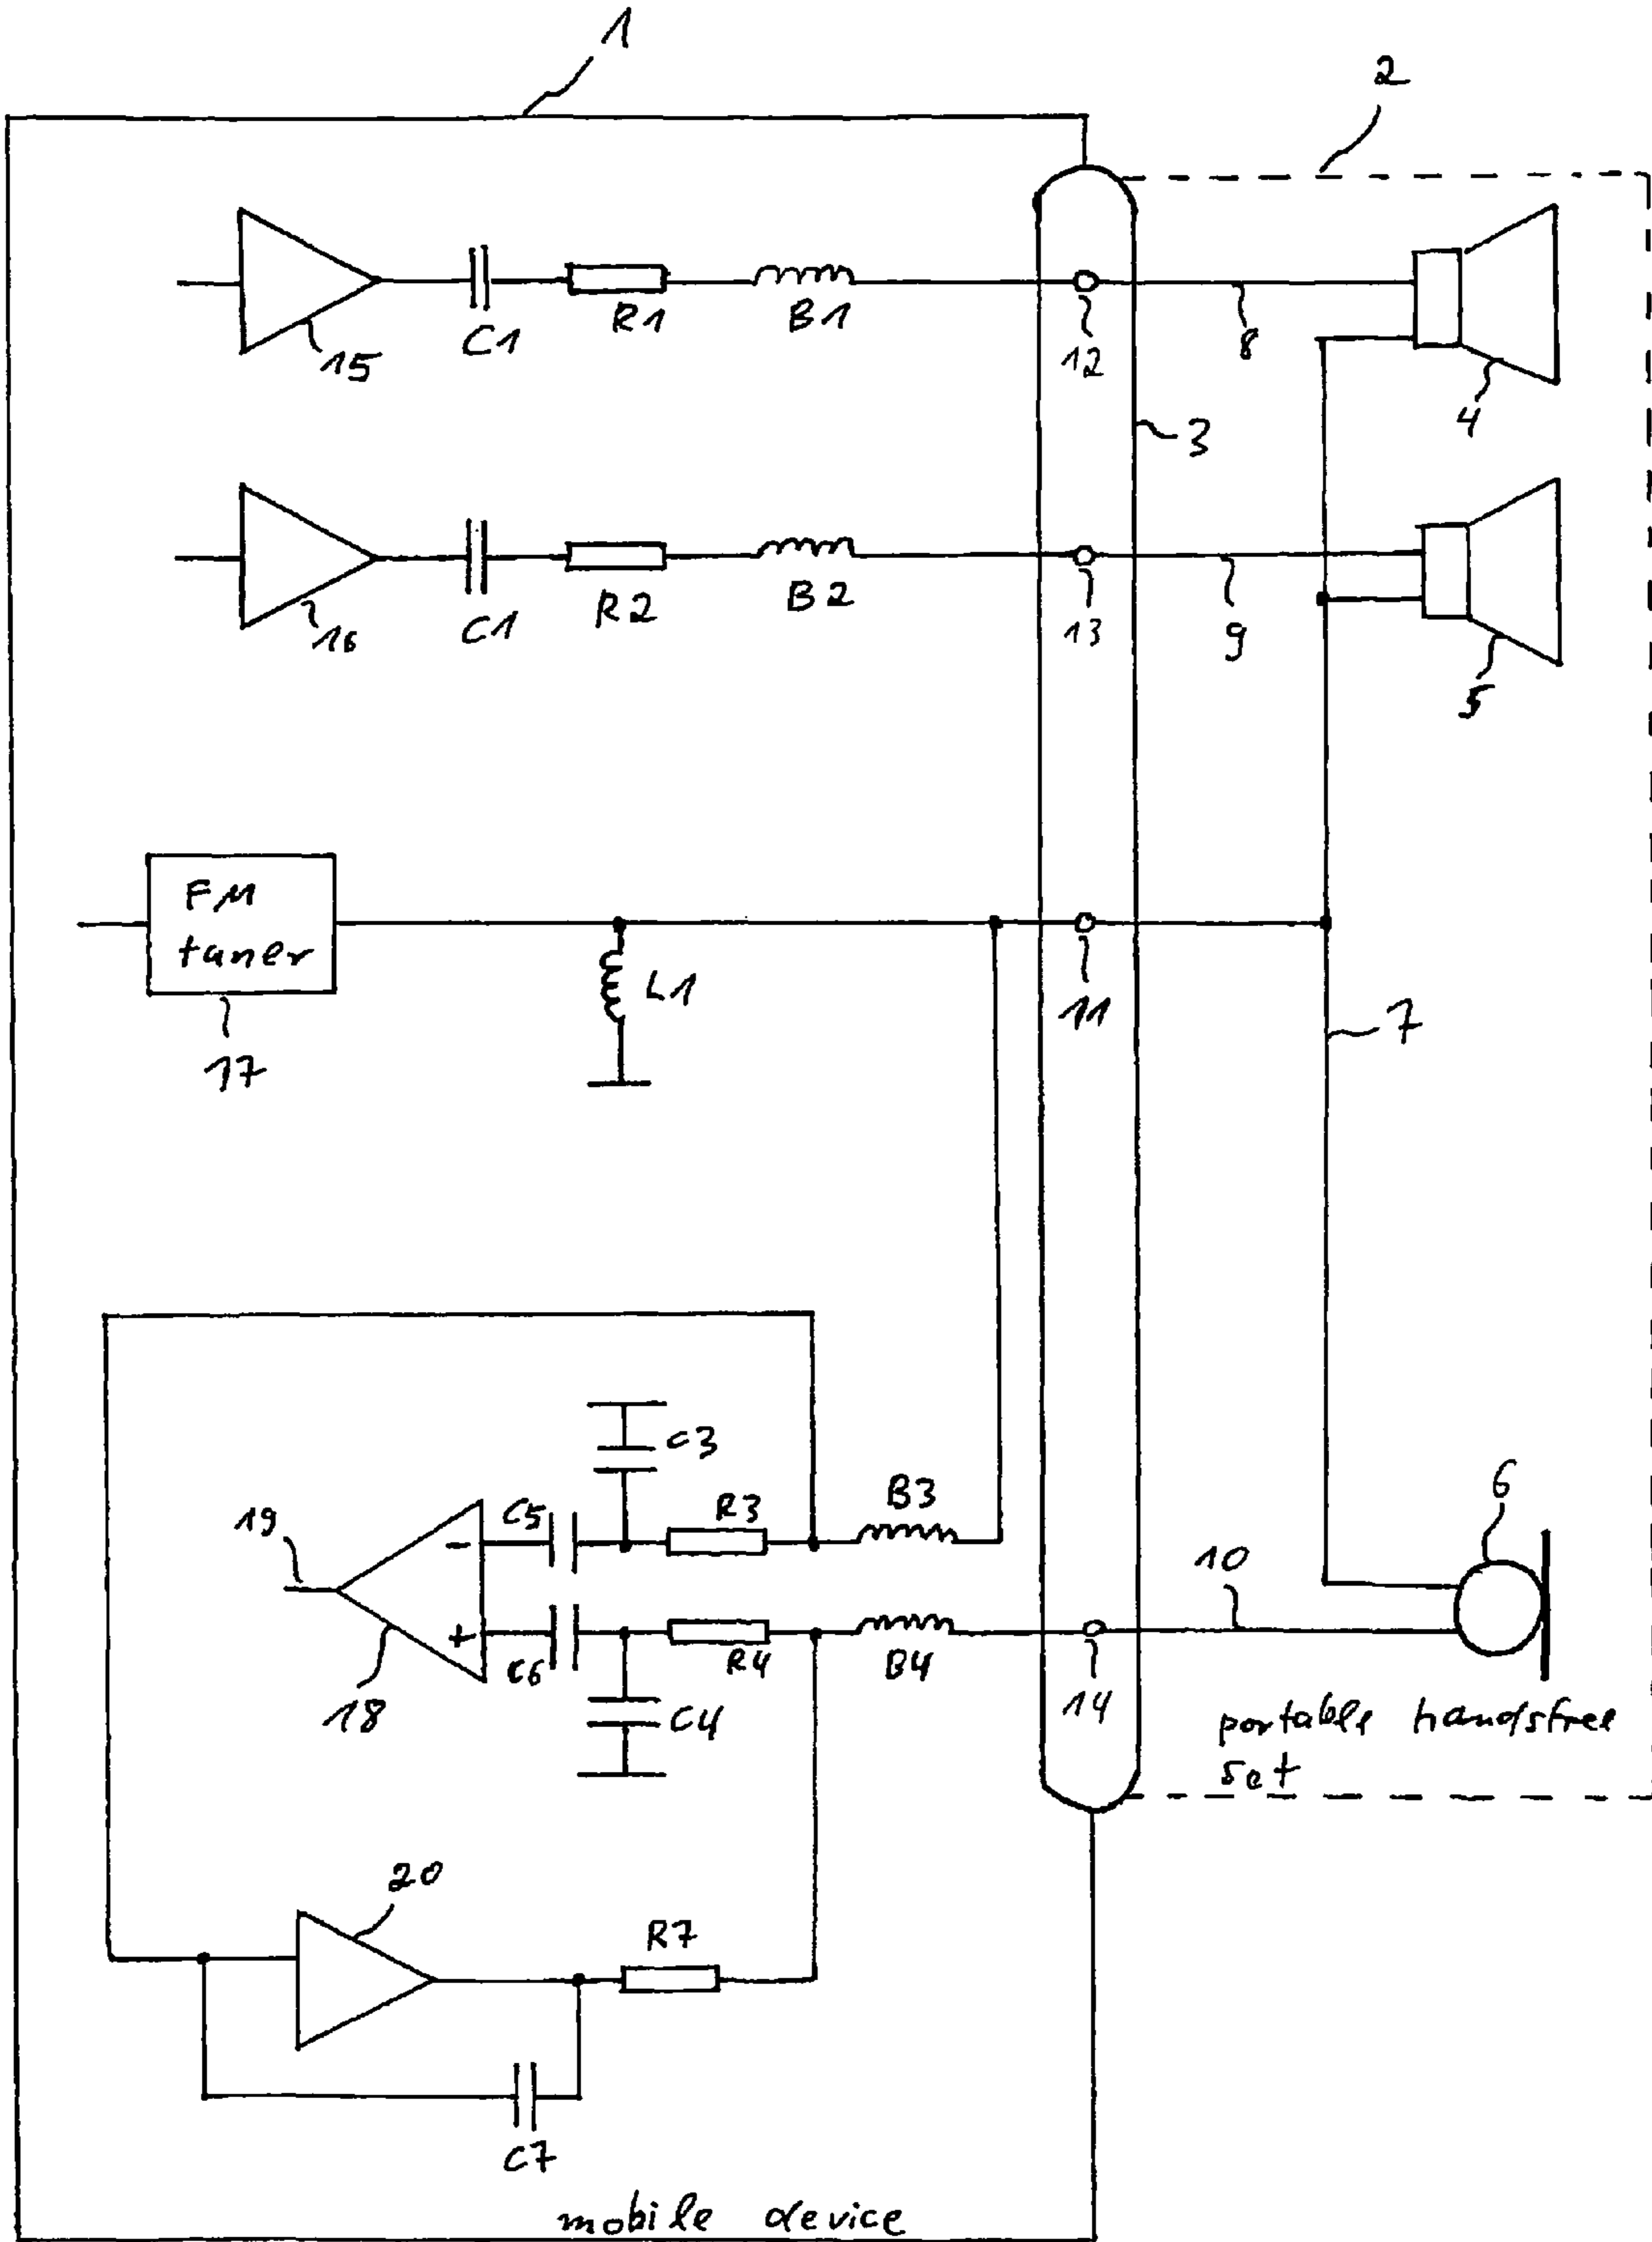 1
2
15
C1
R1
B1
12
8
4
3
16
C1
R2
B2
13
9
5
FM
tuner
17
L1
11
7
C3
6
19
C5
R3
B3
10
-
+
18
C6
R4
B4
14
C4
portable handsfree
set
20
R7
C7
mobile device